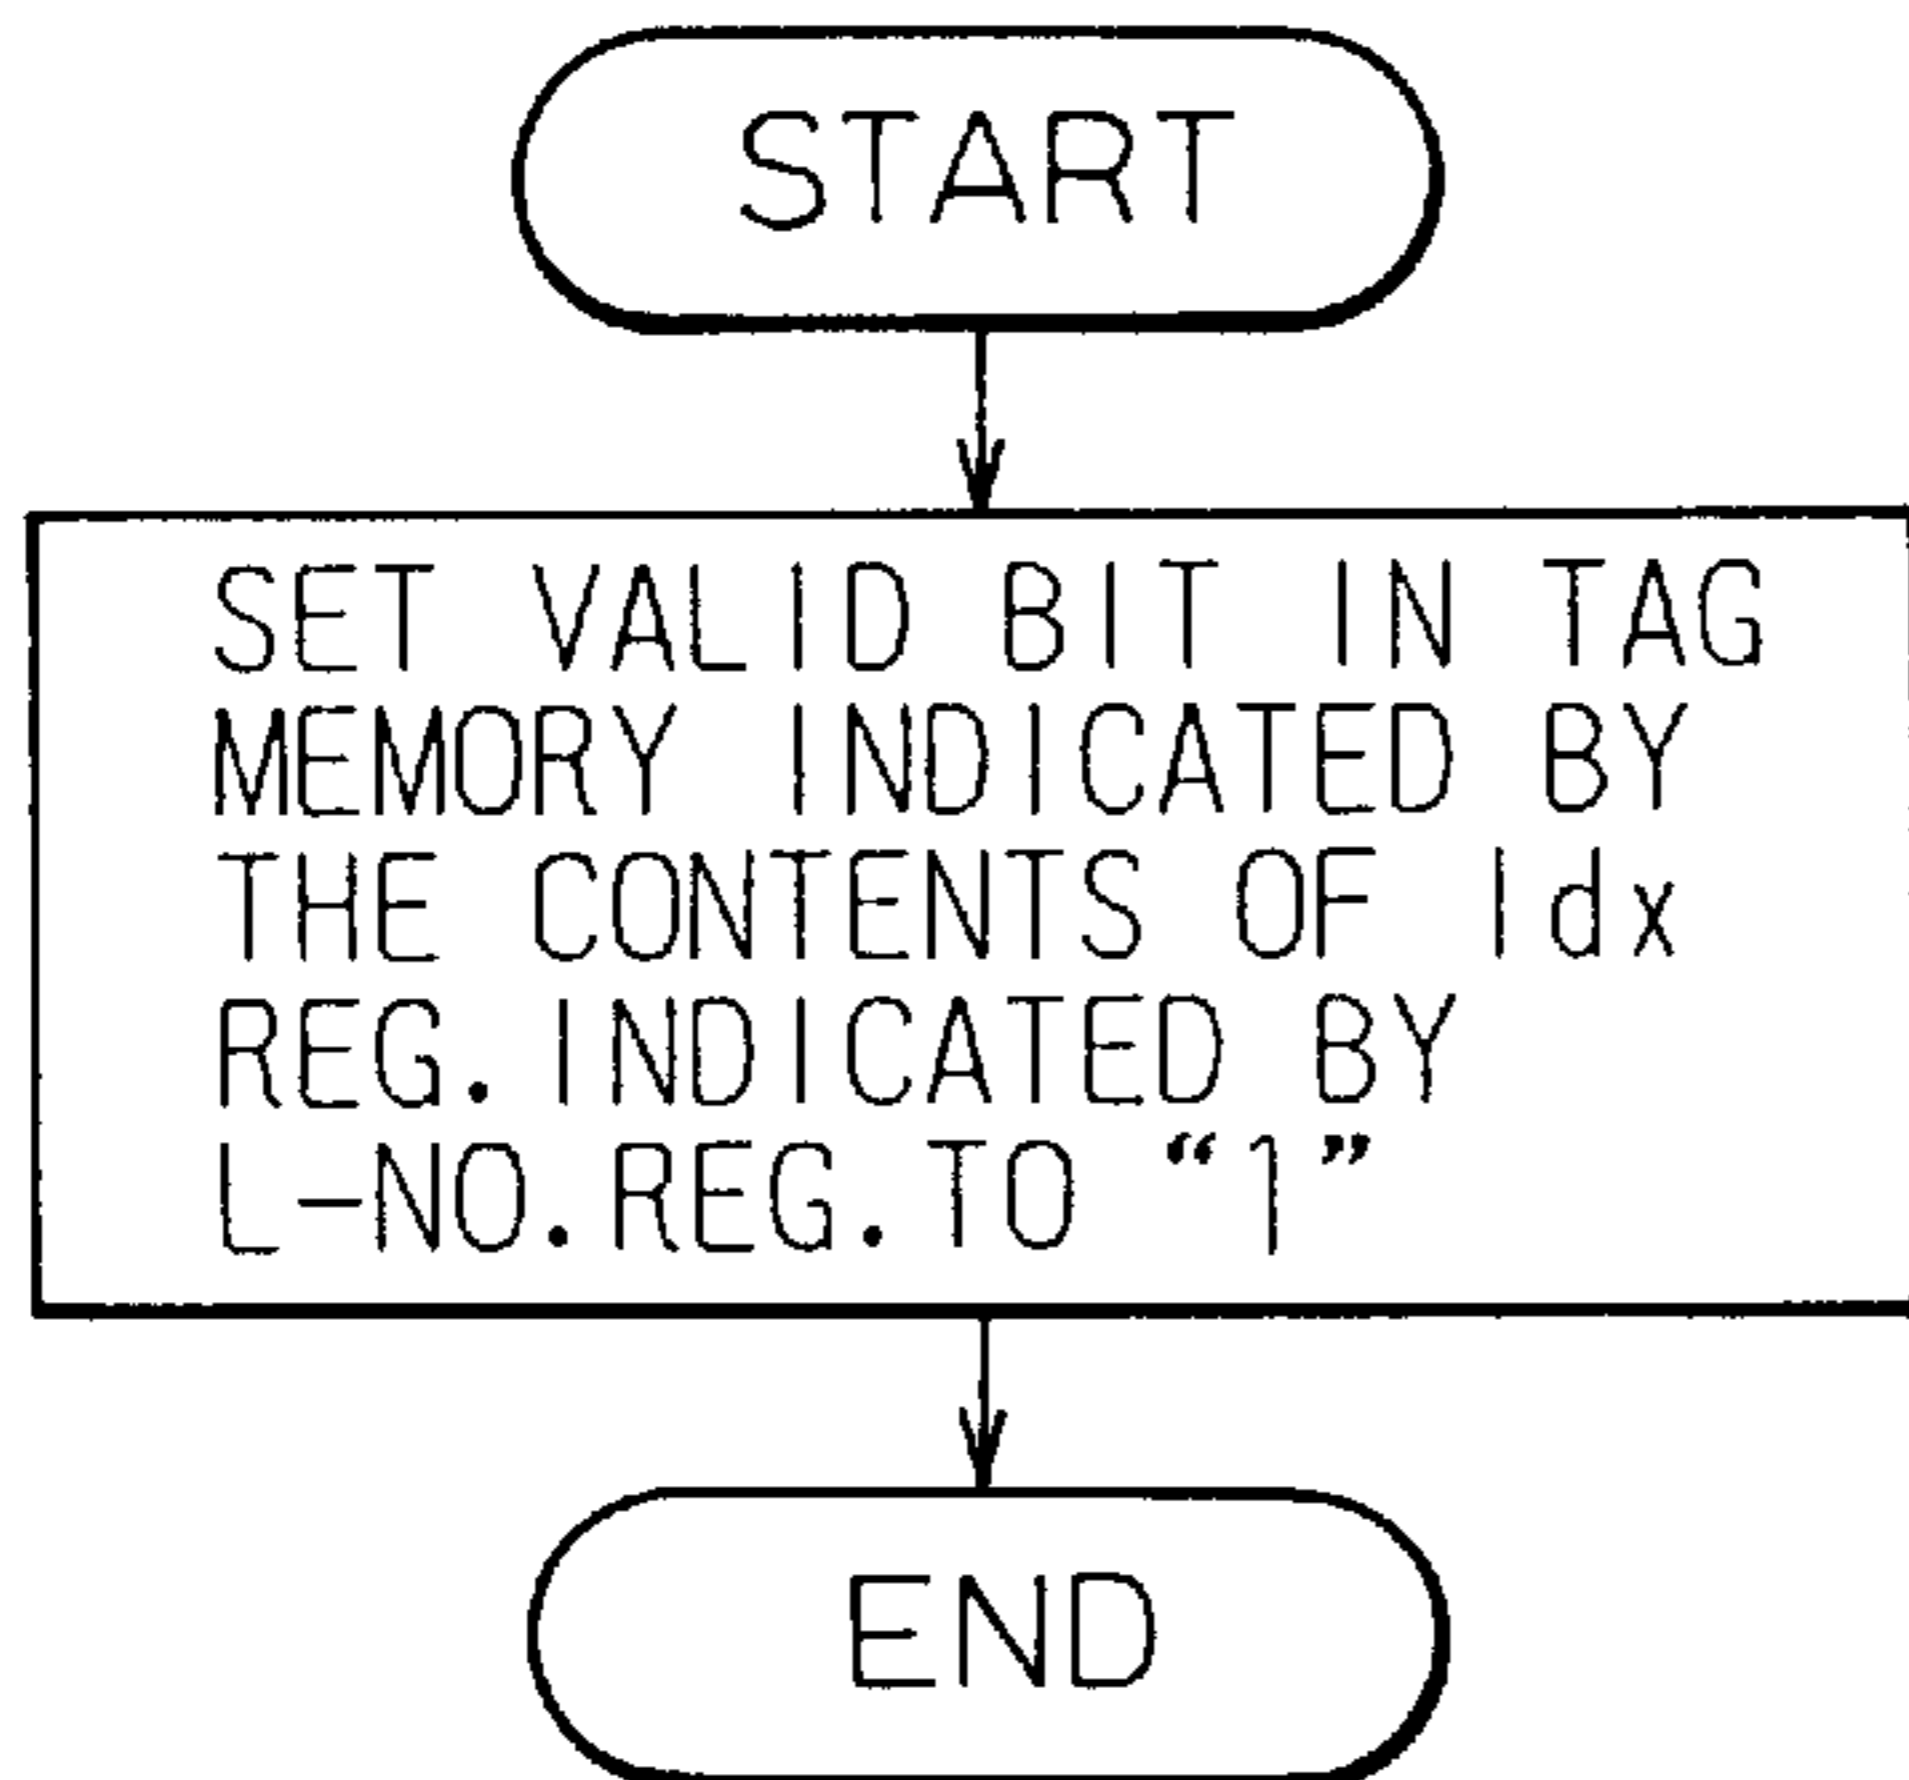 START
SET VALID BIT IN TAG
MEMORY INDICATED BY
THE CONTENTS OF Idx
REG. INDICATED BY
L-NO. REG. TO “1”
END